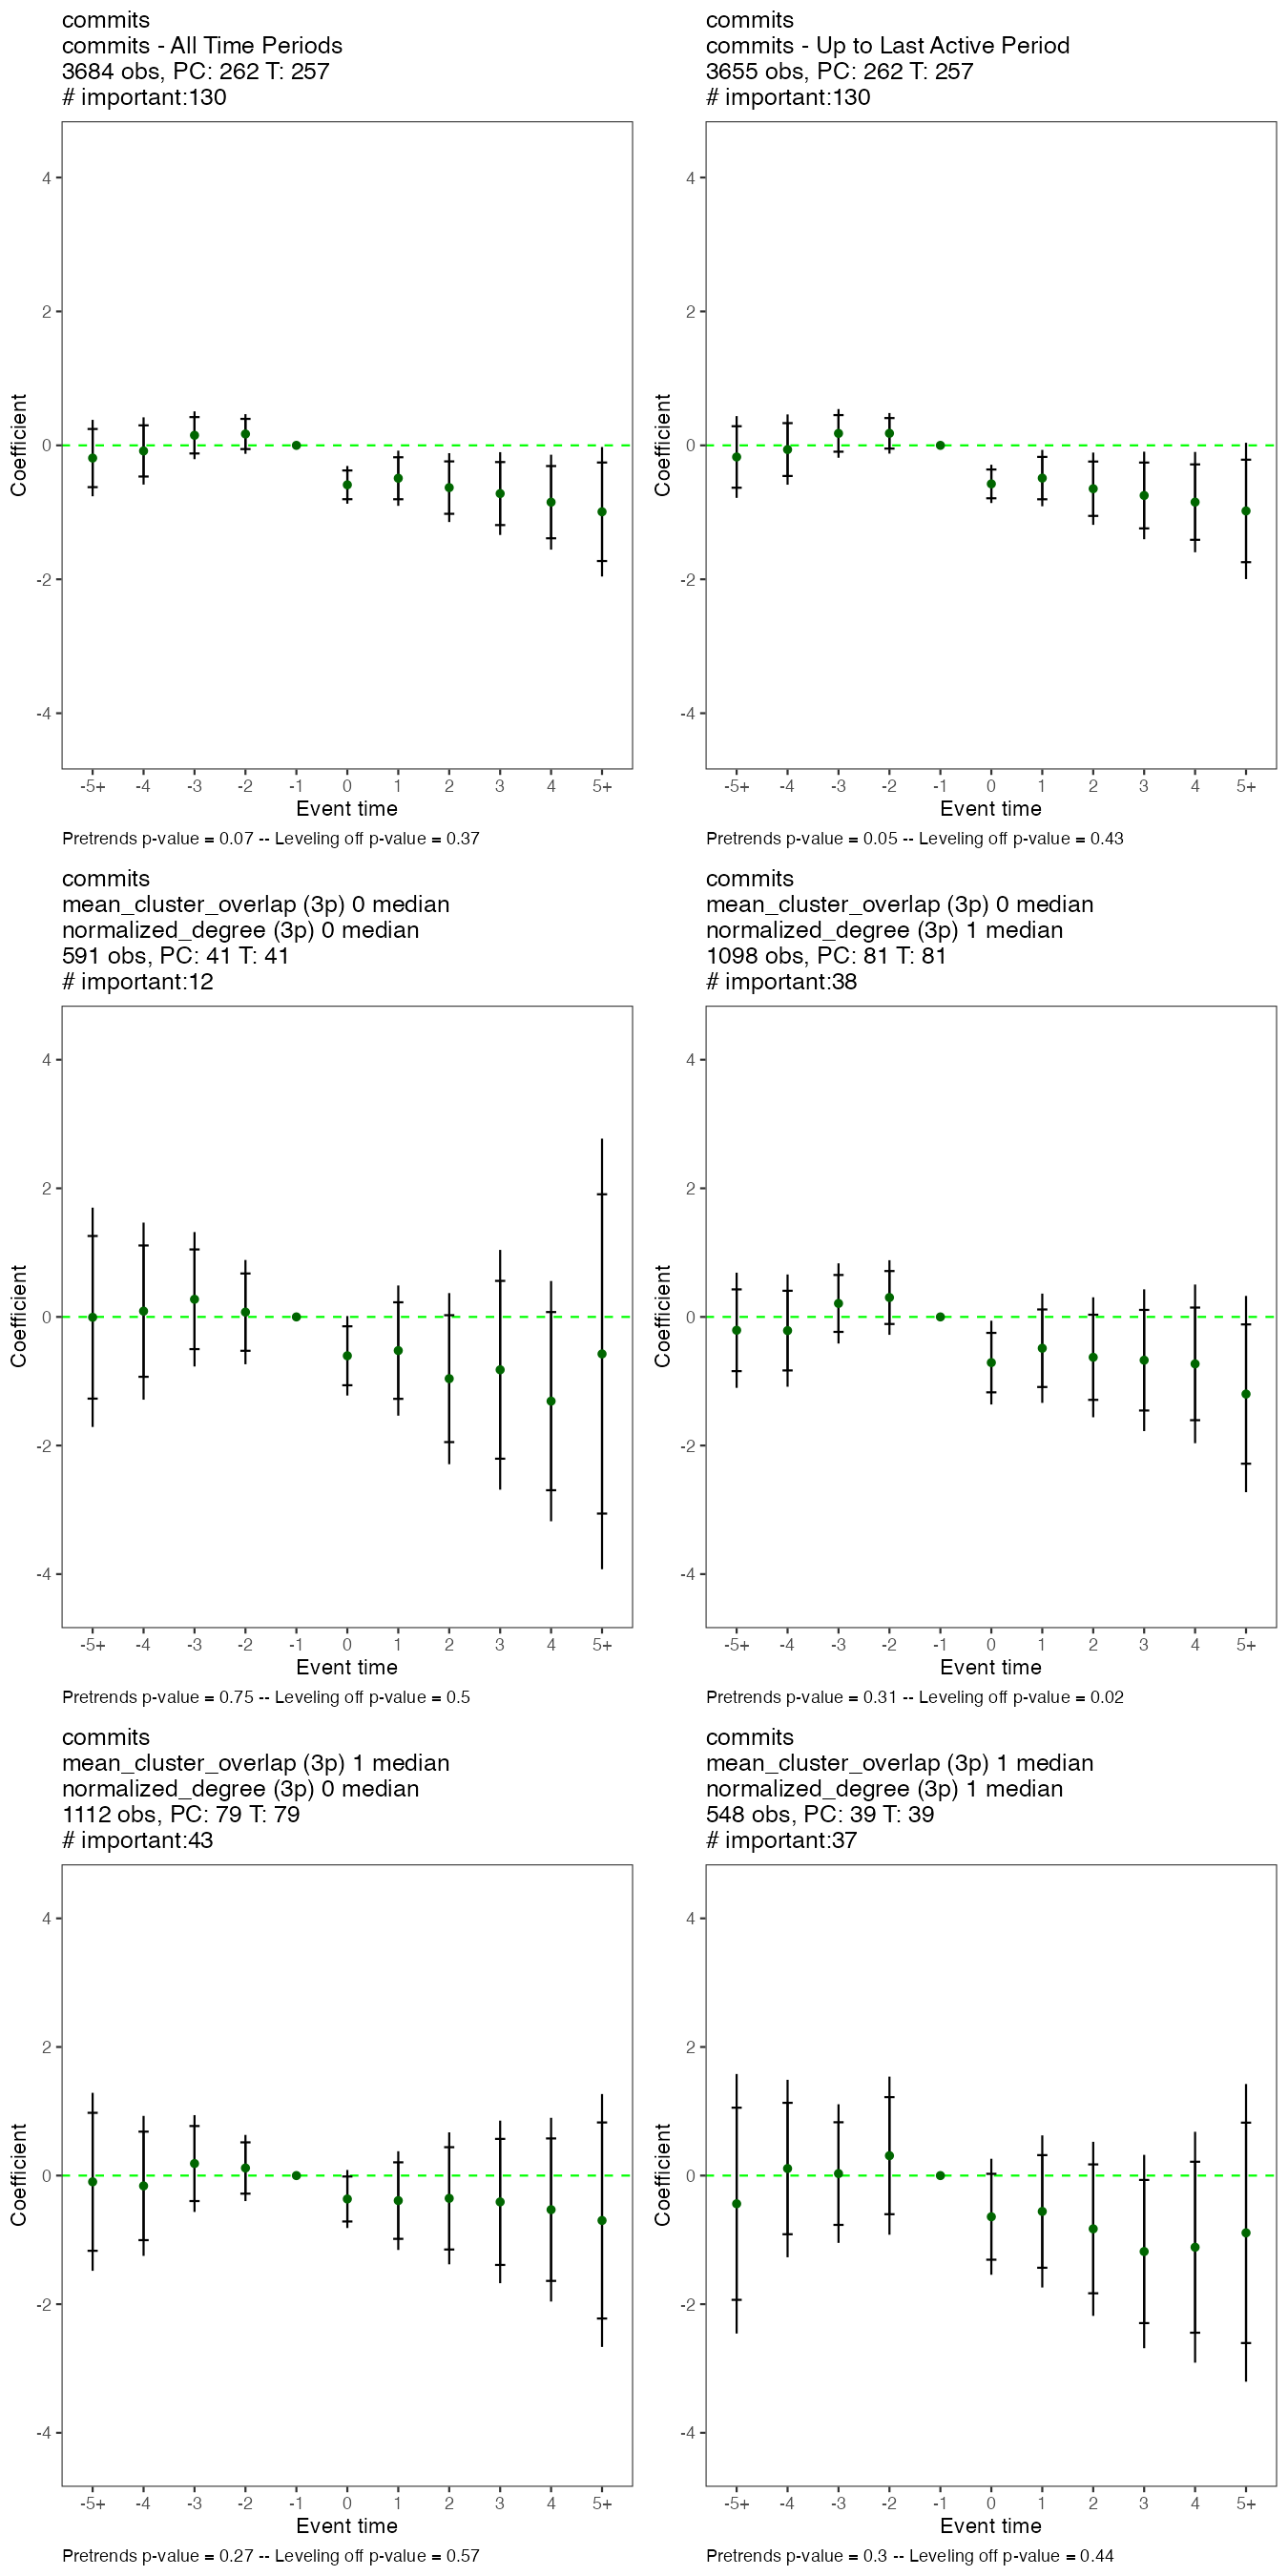 commits
commits - All Time Periods
3684 obs, PC: 262 T: 257
# important:130
4
2
0
-2
-4
Coefficient
-5+ -4 -3 -2 -1 0 1 2 3 4 5+
Event time
Pretrends p-value = 0.07 -- Leveling off p-value = 0.37
commits
commits - Up to Last Active Period
3655 obs, PC: 262 T: 257
# important:130
4
2
0
-2
-4
Coefficient
-5+ -4 -3 -2 -1 0 1 2 3 4 5+
Event time
Pretrends p-value = 0.05 -- Leveling off p-value = 0.43
commits
mean_cluster_overlap (3p) 0 median
normalized_degree (3p) 0 median
591 obs, PC: 41 T: 41
# important:12
4
2
0
-2
-4
Coefficient
-5+ -4 -3 -2 -1 0 1 2 3 4 5+
Event time
Pretrends p-value = 0.75 -- Leveling off p-value = 0.5
commits
mean_cluster_overlap (3p) 0 median
normalized_degree (3p) 1 median
1098 obs, PC: 81 T: 81
# important:38
4
2
0
-2
-4
Coefficient
-5+ -4 -3 -2 -1 0 1 2 3 4 5+
Event time
Pretrends p-value = 0.31 -- Leveling off p-value = 0.02
commits
mean_cluster_overlap (3p) 1 median
normalized_degree (3p) 0 median
1112 obs, PC: 79 T: 79
# important:43
4
2
0
-2
-4
Coefficient
-5+ -4 -3 -2 -1 0 1 2 3 4 5+
Event time
Pretrends p-value = 0.27 -- Leveling off p-value = 0.57
commits
mean_cluster_overlap (3p) 1 median
normalized_degree (3p) 1 median
548 obs, PC: 39 T: 39
# important:37
4
2
0
-2
-4
Coefficient
-5+ -4 -3 -2 -1 0 1 2 3 4 5+
Event time
Pretrends p-value = 0.3 -- Leveling off p-value = 0.44